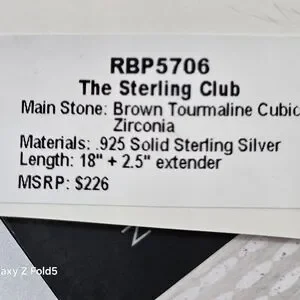 RBP5706
The Sterling Club
Main Stone: Brown Tourmaline Cubic
Zirconia
Materials: .925 Solid Sterling Silver
Length: 18" + 2.5" extender
MSRP: $226
axy Z Fold5